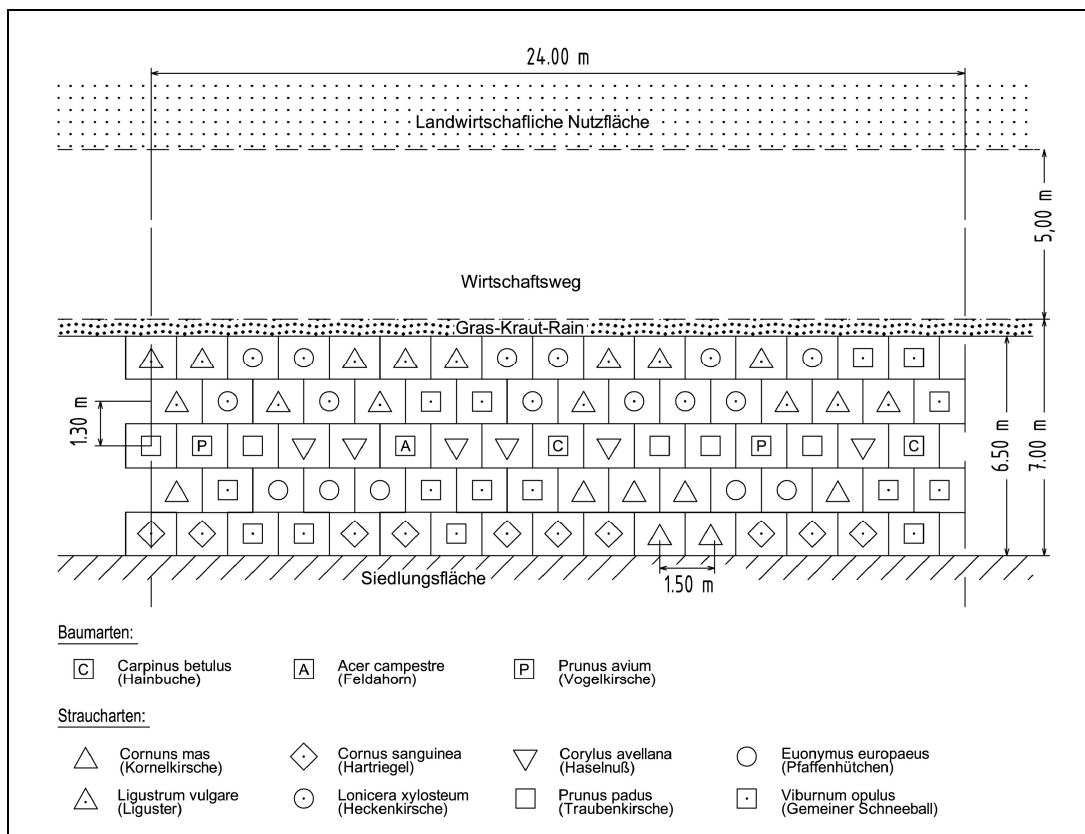 24.00 m
Landwirtschafliche Nutzfläche
5,00 m
Wirtschaftsweg
Gras-Kraut-Rain
1.30 m
P
A
C
P
C
6.50 m
7.00 m
Siedlungsfläche
1.50 m
Baumarten:
C Carpinus betulus
(Hainbuche)
A Acer campestre
(Feldahorn)
P Prunus avium
(Vogelkirsche)
Straucharten:
Cornuns mas
(Kornelkirsche)
Cornus sanguinea
(Hartriegel)
Corylus avellana
(Haselnuß)
Euonymus europaeus
(Pfaffenhütchen)
Ligustrum vulgare
(Liguster)
Lonicera xylosteum
(Heckenkirsche)
Prunus padus
(Traubenkirsche)
Viburnum opulus
(Gemeiner Schneeball)